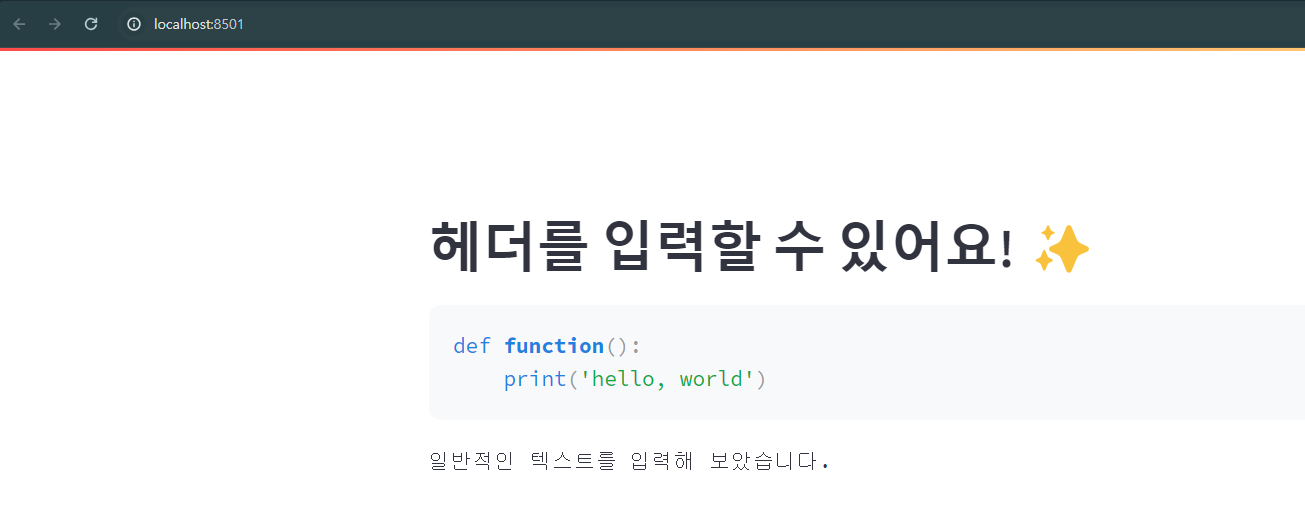 localhost:8501
헤더를 입력할 수 있어요! ✨
def function():
    print('hello, world')
일반적인 텍스트를 입력해 보았습니다.